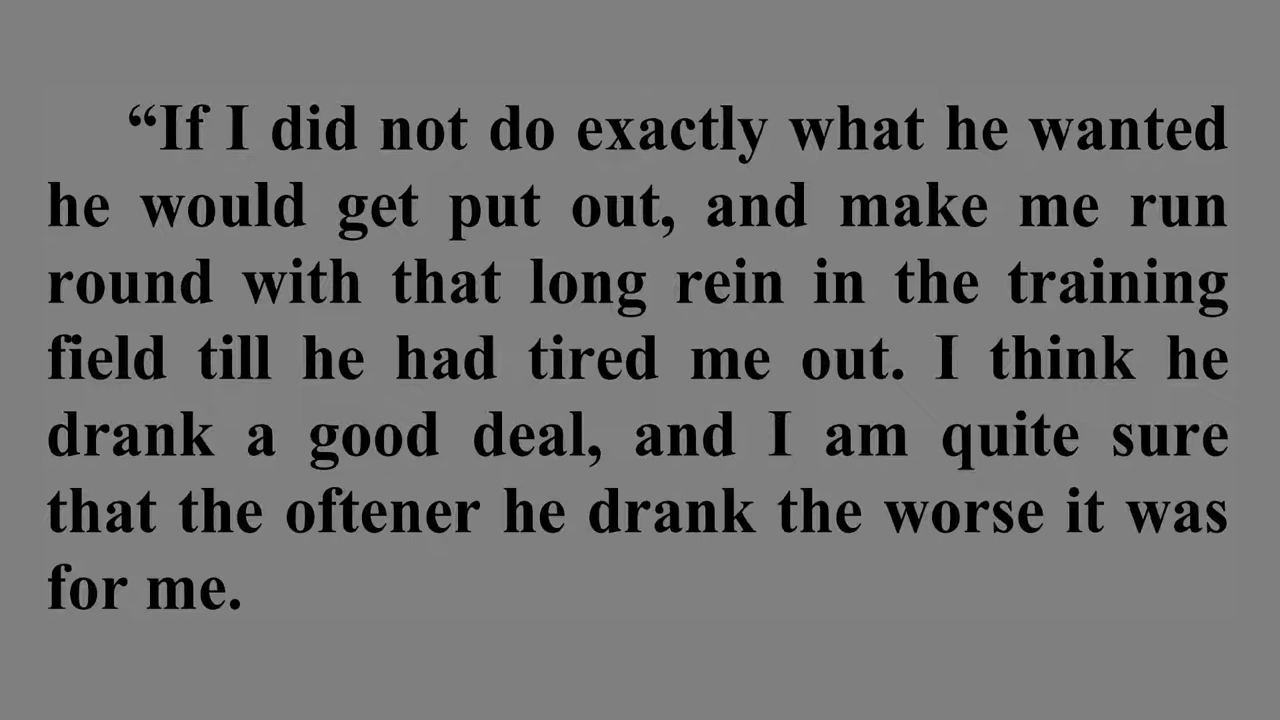 “If I did not do exactly what he wanted
he would get put out, and make me run
round with that long rein in the training
field till he had tired me out. I think he
drank a good deal, and I am quite sure
that the oftener he drank the worse it was
for me.